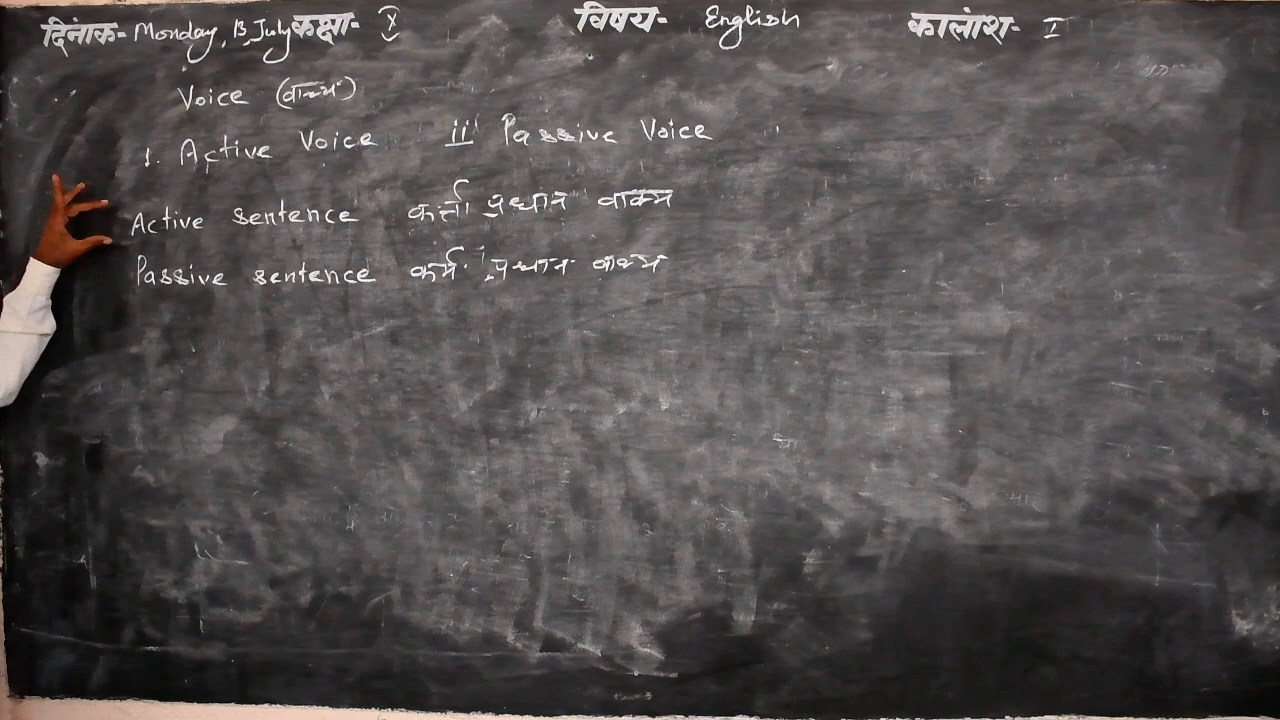 दिनांक- Monday, 13, July कक्षा- X विषय- English कालांश- I
Voice (वाच्य)
1. Active Voice ii Passive Voice
Active sentence कर्त्ता प्रधान वाक्य
Passive sentence कर्म प्रधान वाक्य